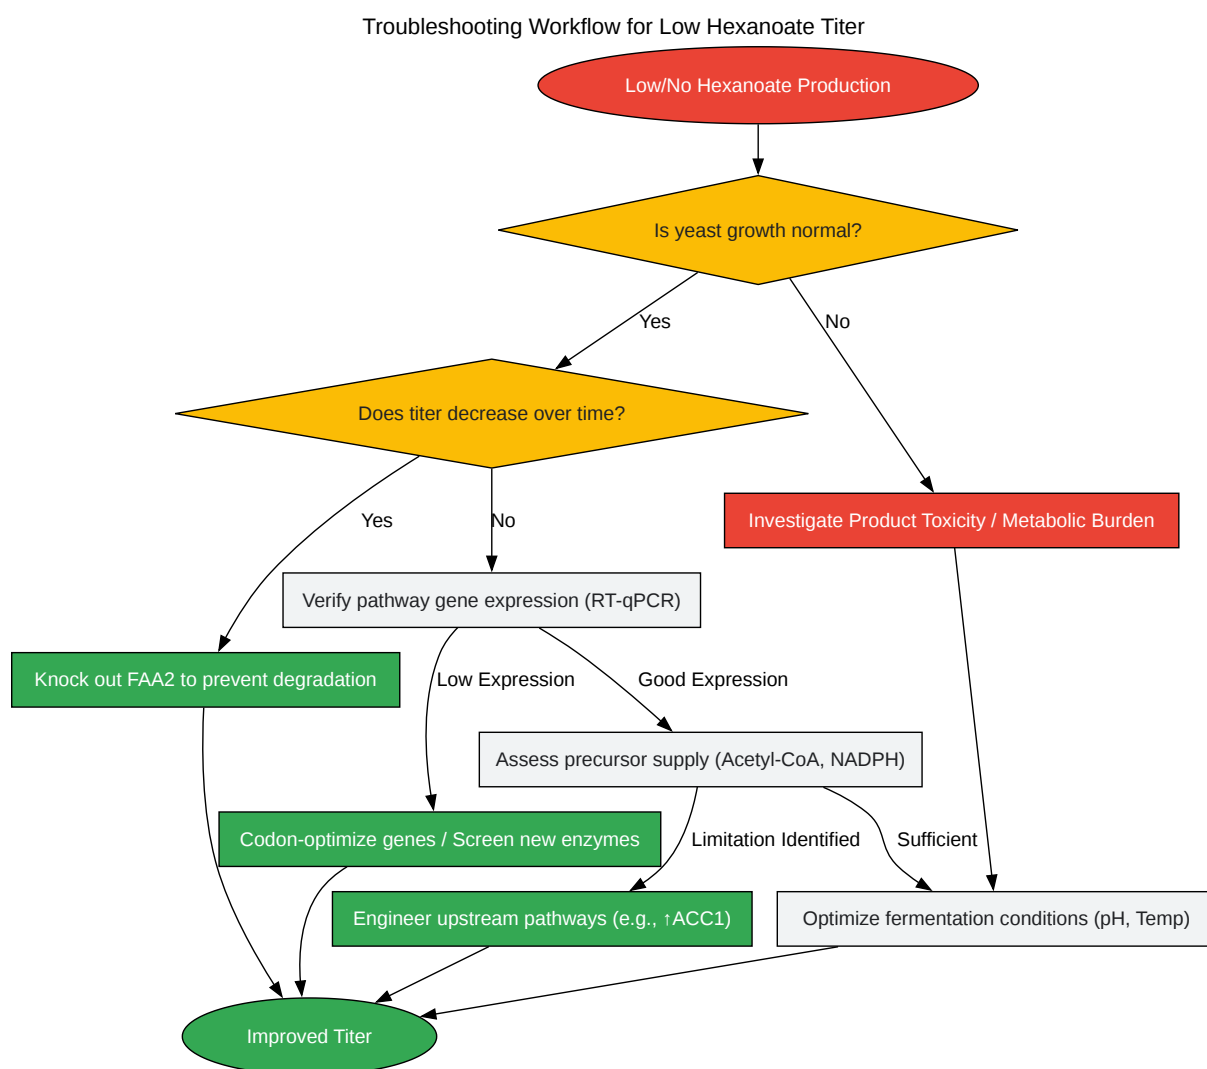 Troubleshooting Workflow for Low Hexanoate Titer
Low/No Hexanoate Production
Is yeast growth normal?
Yes
No
Does titer decrease over time?
Yes
No
Investigate Product Toxicity / Metabolic Burden
Verify pathway gene expression (RT-qPCR)
Knock out FAA2 to prevent degradation
Low Expression
Good Expression
Assess precursor supply (Acetyl-CoA, NADPH)
Codon-optimize genes / Screen new enzymes
Limitation Identified
Sufficient
Engineer upstream pathways (e.g., ↑ACC1)
Optimize fermentation conditions (pH, Temp)
Improved Titer